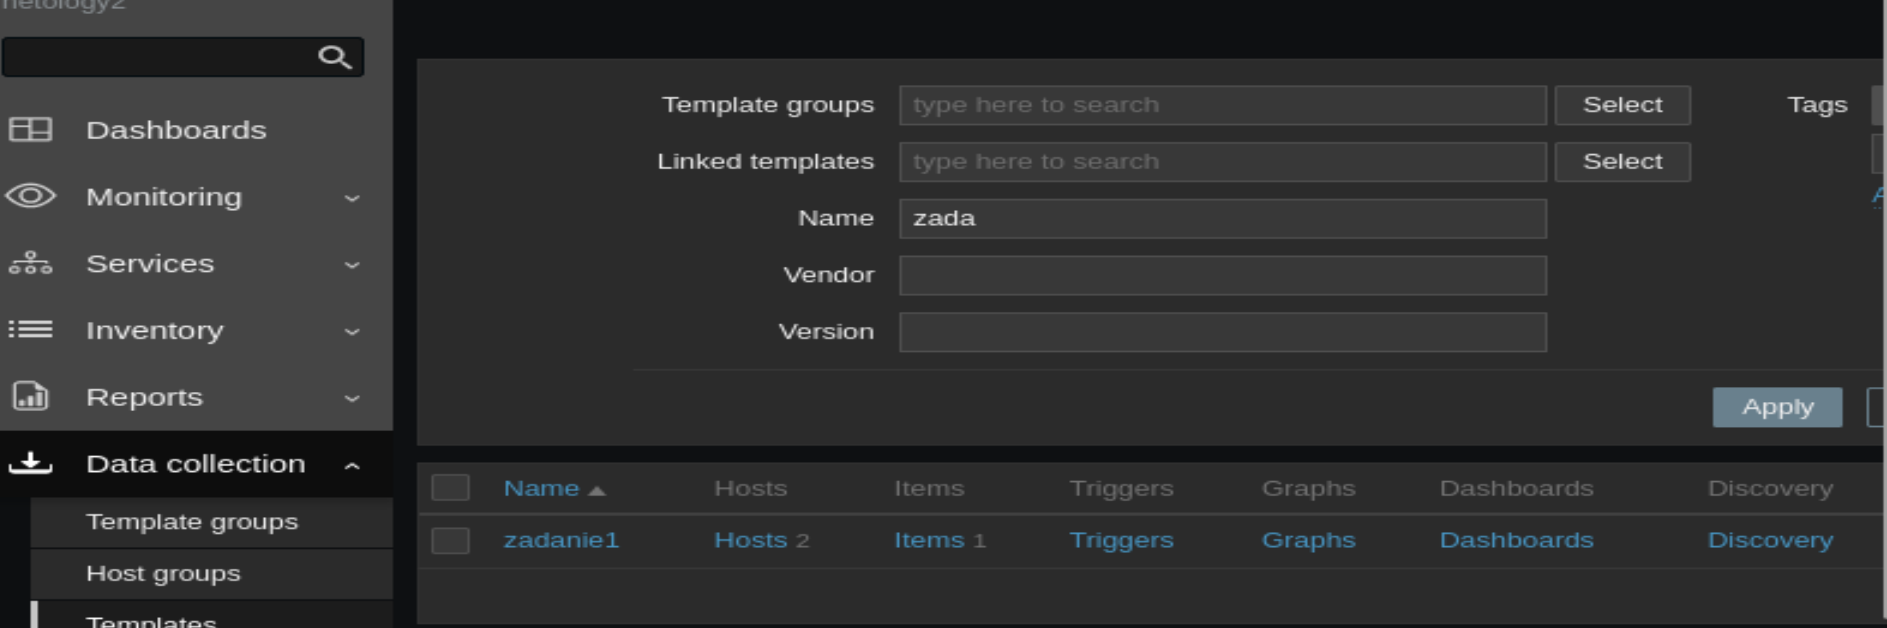 netology2
Dashboards
Monitoring
Services
Inventory
Reports
Data collection
Template groups
Host groups
Templates
Template groups type here to search Select Tags
Linked templates type here to search Select
Name zada
Vendor
Version
Apply
Name Hosts Items Triggers Graphs Dashboards Discovery
zadanie1 Hosts 2 Items 1 Triggers Graphs Dashboards Discovery